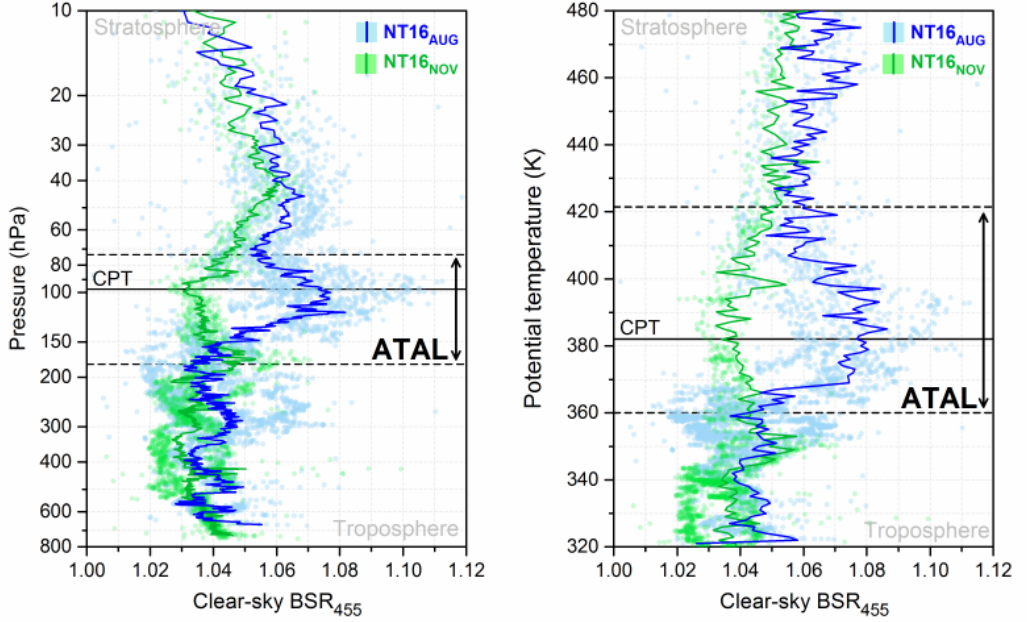 Stratosphere
NT16AUG
NT16NOV
CPT
ATAL
Troposphere
10
20
30
40
60
80
100
150
200
300
400
600
800
1.00
1.02
1.04
1.06
1.08
1.10
1.12
Pressure (hPa)
Clear-sky BSR455
Stratosphere
NT16AUG
NT16NOV
CPT
ATAL
Troposphere
480
460
440
420
400
380
360
340
320
1.00
1.02
1.04
1.06
1.08
1.10
1.12
Potential temperature (K)
Clear-sky BSR455